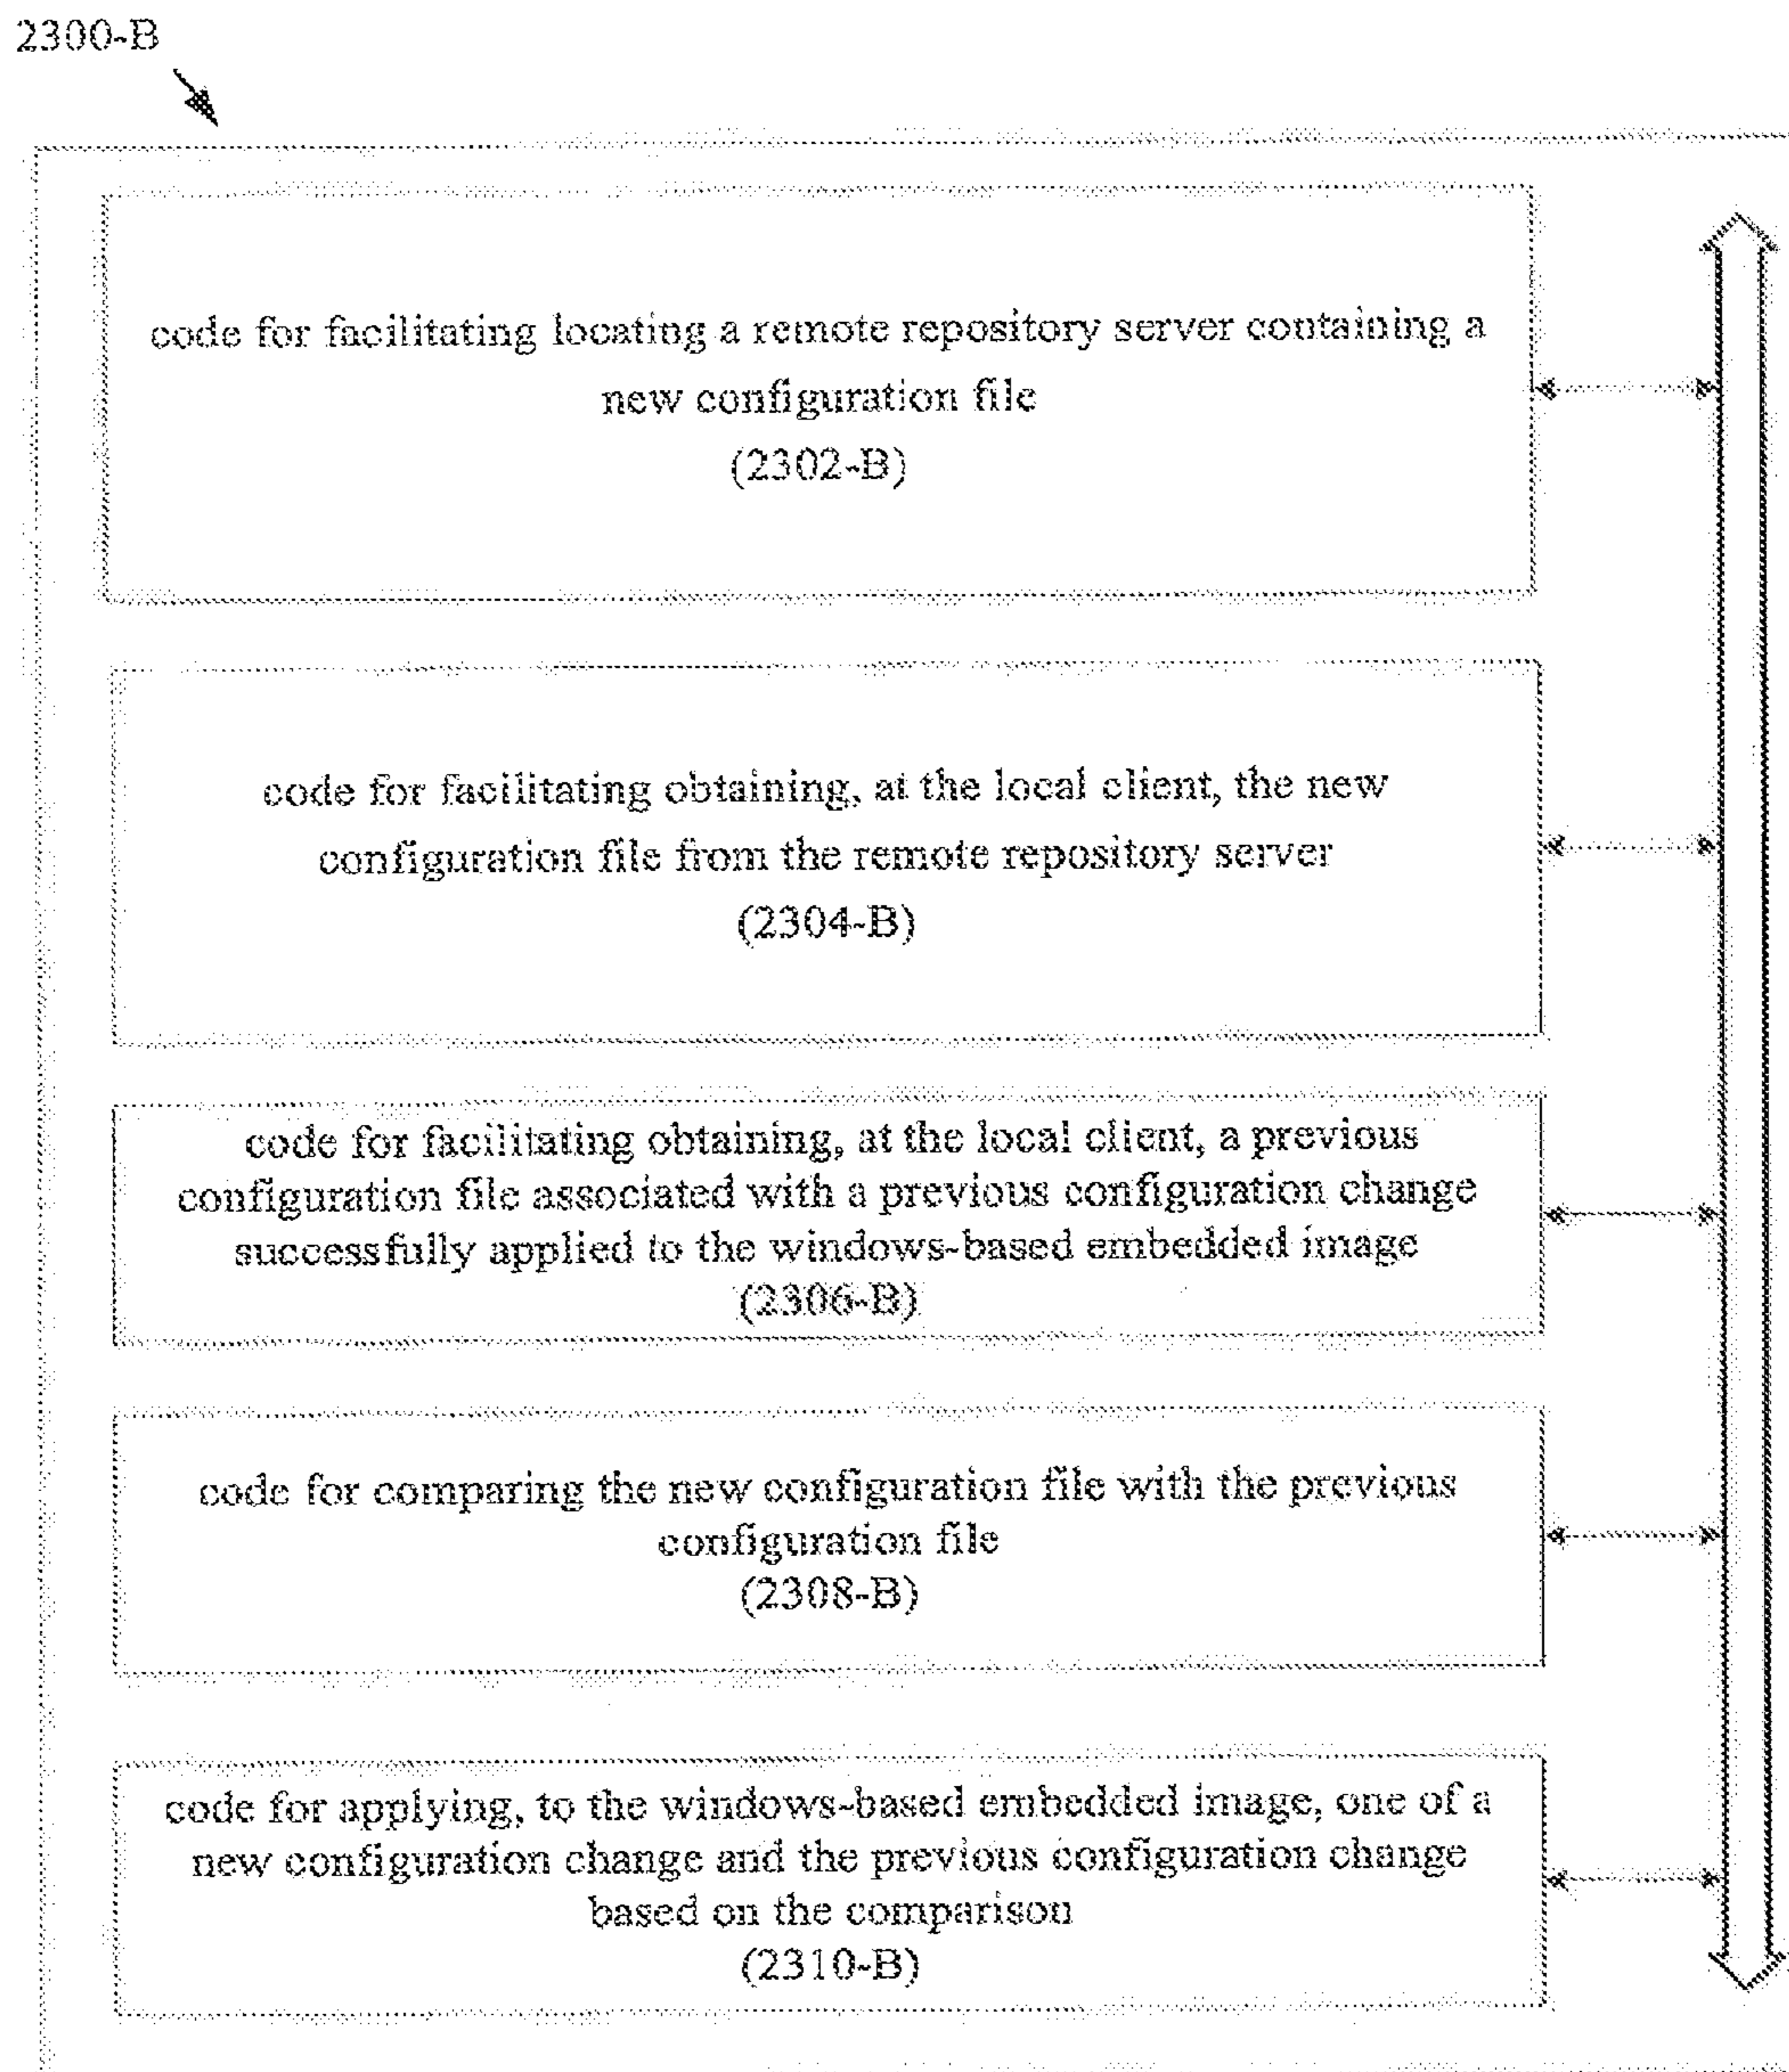 2300-B
code for facilitating locating a remote repository server containing a
new configuration file
(2302-B)
code for facilitating obtaining, at the local client, the new
configuration file from the remote repository server
(2304-B)
code for facilitating obtaining, at the local client, a previous
configuration file associated with a previous configuration change
successfully applied to the windows-based embedded image
(2306-B)
code for comparing the new configuration file with the previous
configuration file
(2308-B)
code for applying, to the windows-based embedded image, one of a
new configuration change and the previous configuration change
based on the comparison
(2310-B)